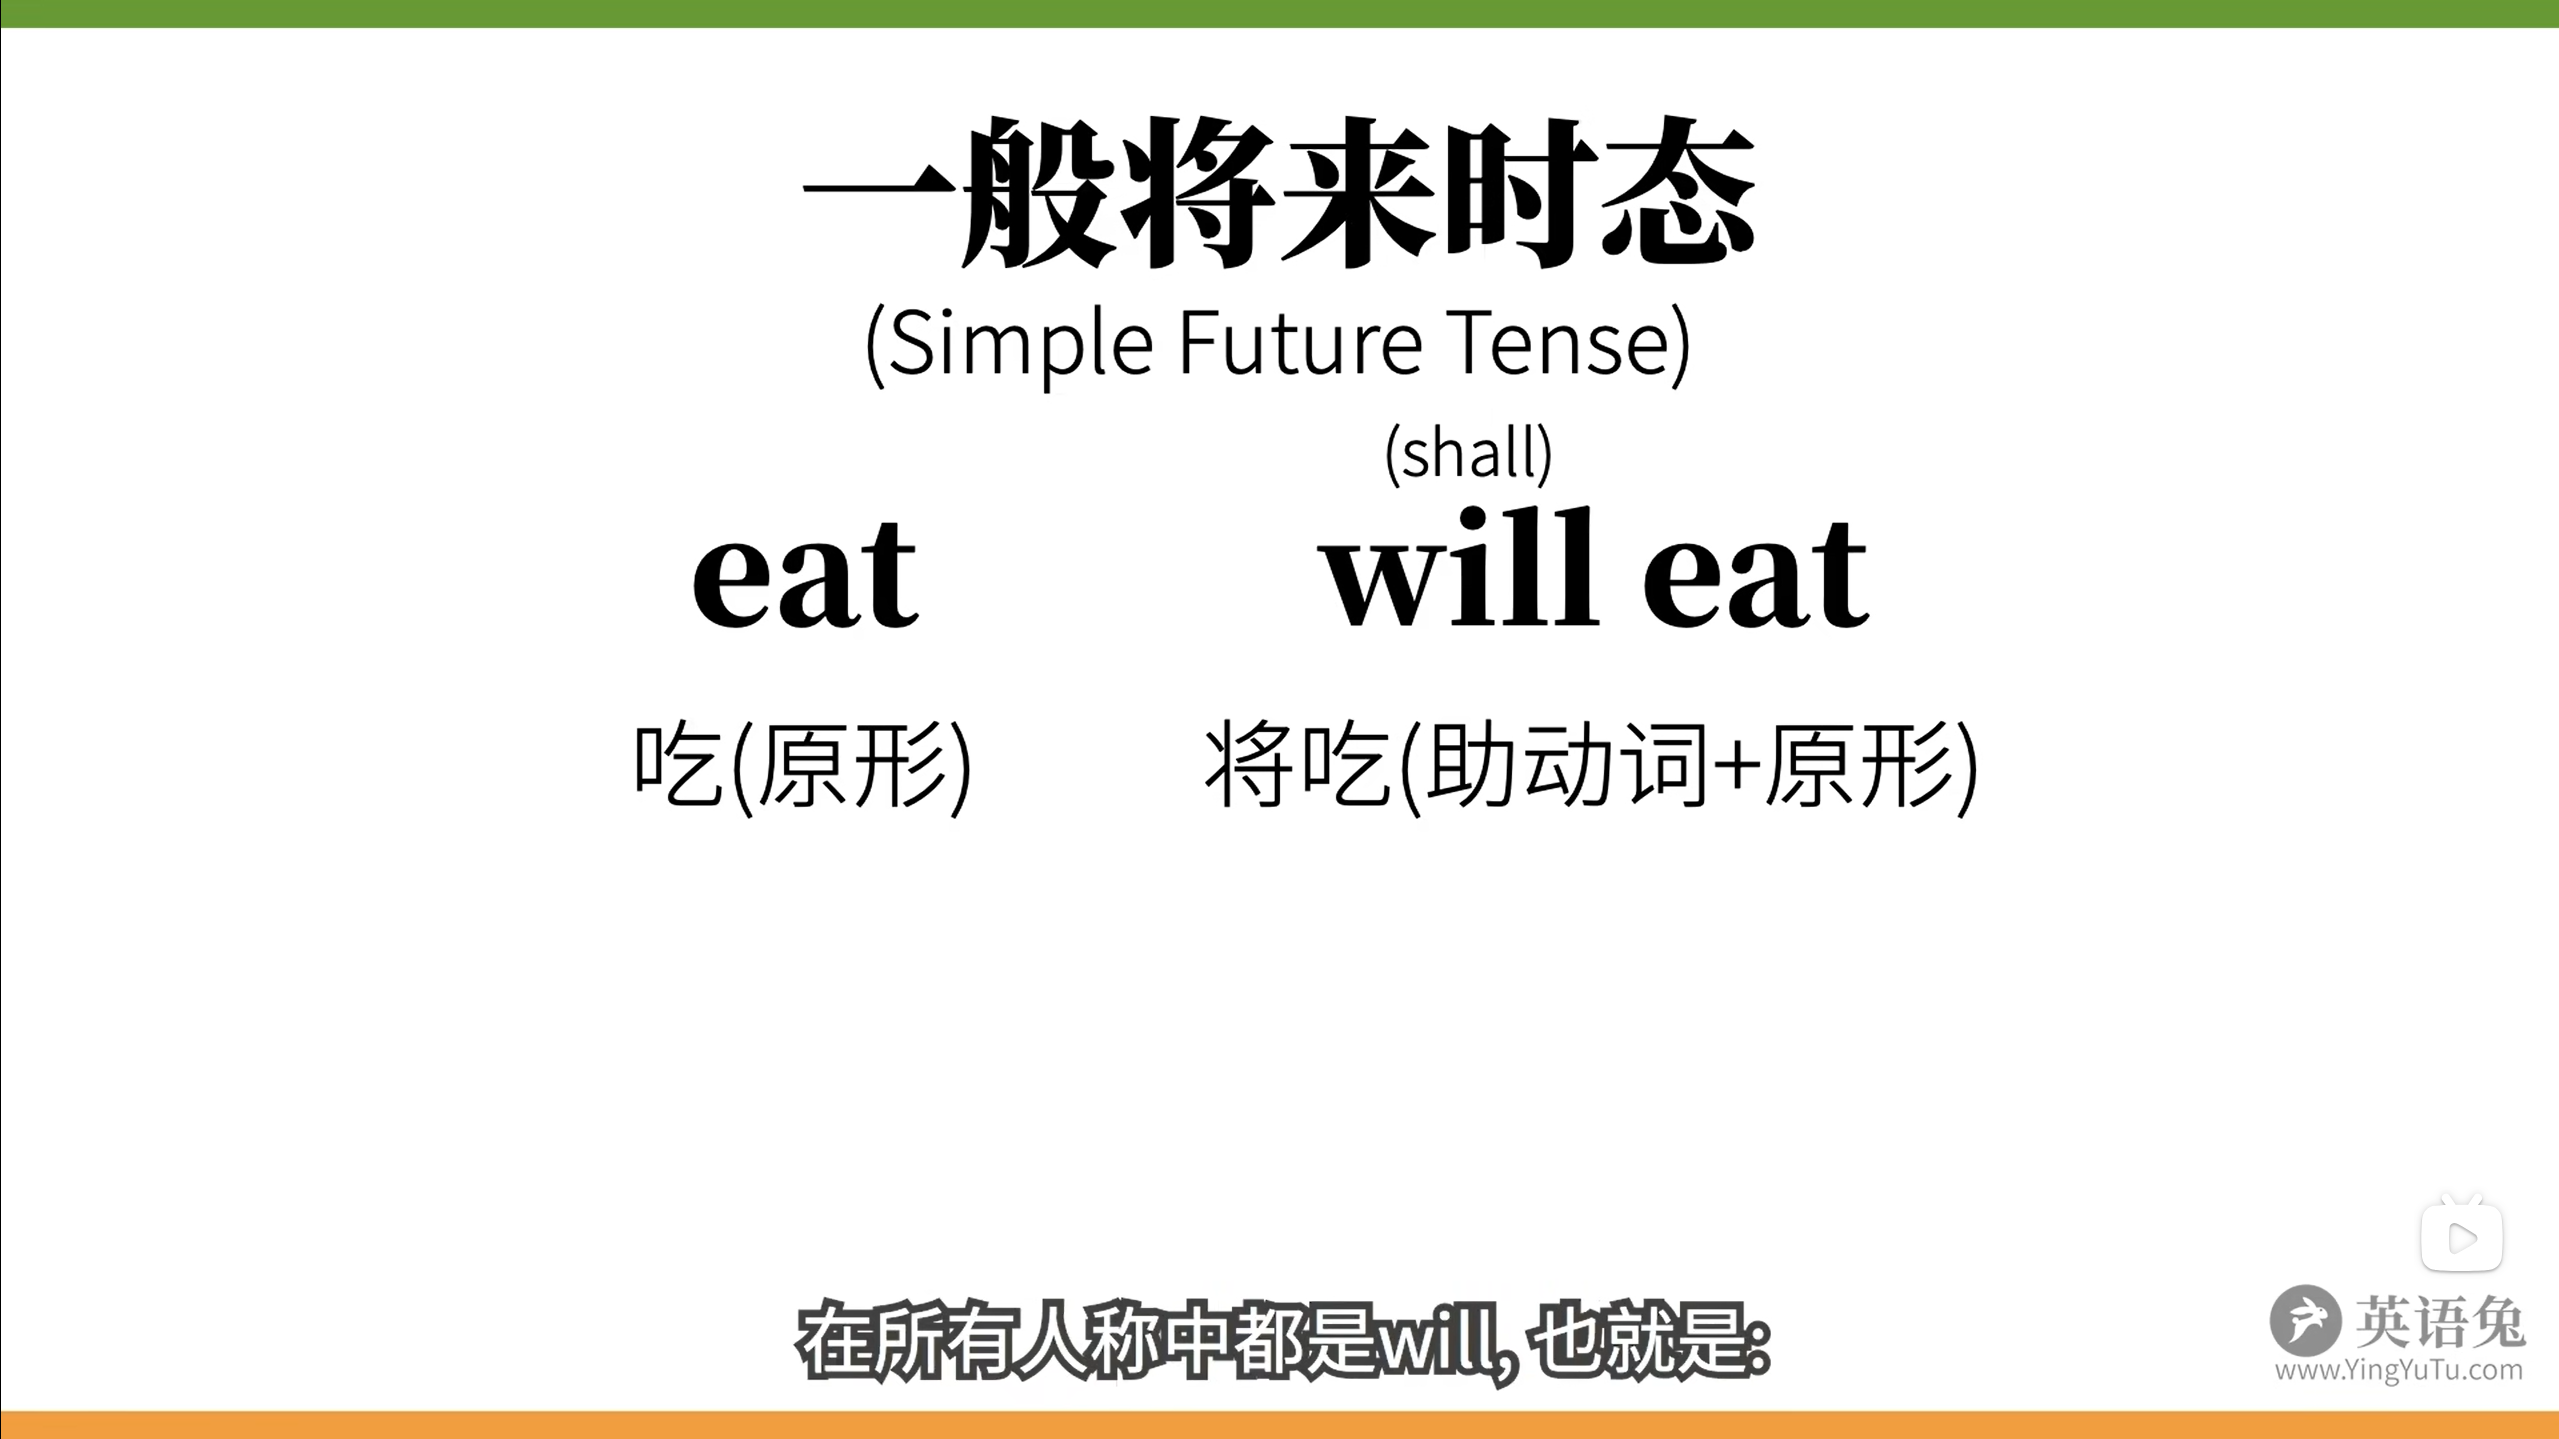 一般将来时态
(Simple Future Tense)
(shall)
eat will eat
吃(原形) 将吃(助动词+原形)
在所有人称中都是will, 也就是:
英语兔
www.YingYuTu.com